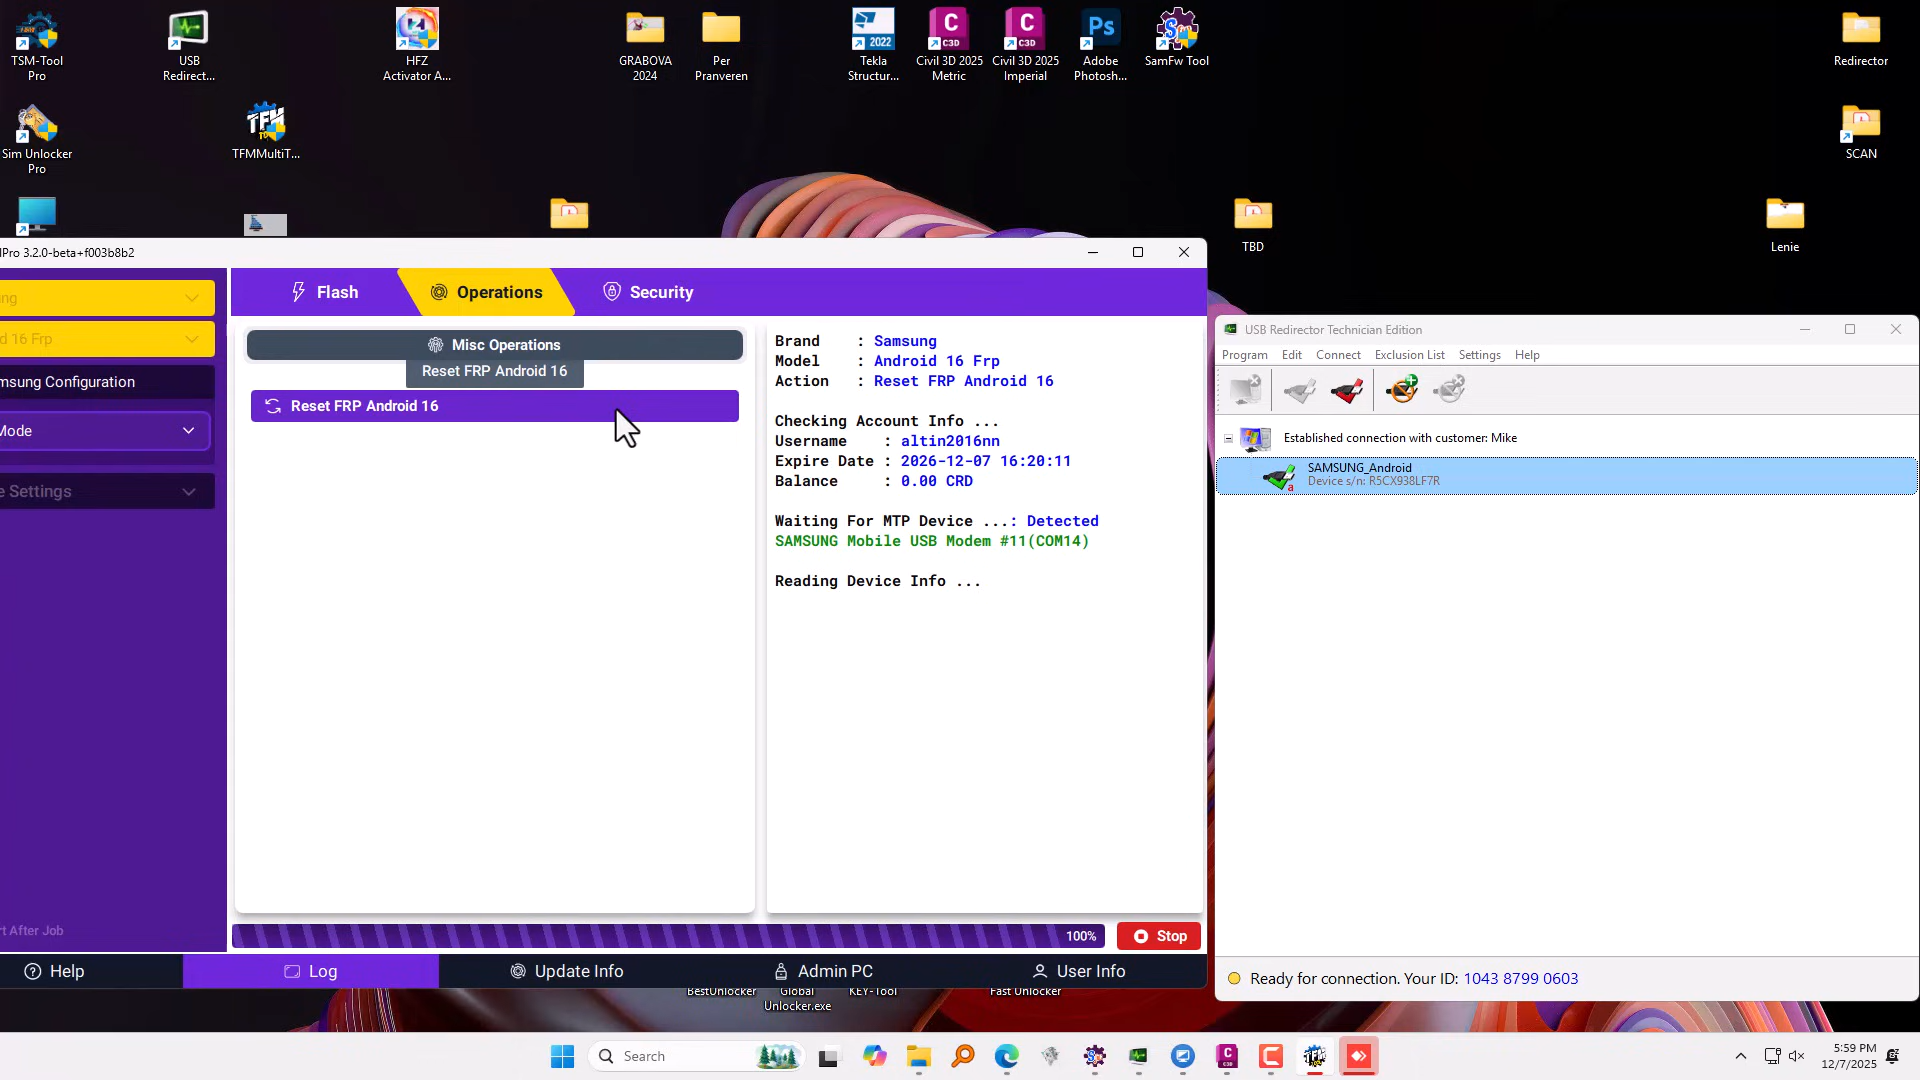 TSM-Tool
Pro
USB
Redirect...
HFZ
Activator A...
GRABOVA
2024
Per
Pranveren
2022
Tekla
Structur...
C
C3D
Civil 3D 2025
Metric
C
C3D
Civil 3D 2025
Imperial
Ps
Adobe
Photosh...
SamFw Tool
Redirector
Sim Unlocker
Pro
TFMMultiT...
SCAN
TBD
Lenie
lPro 3.2.0-beta+f003b8b2
ng
d 16 Frp
msung Configuration
Mode
e Settings
rt After Job
Flash
Operations
Security
Misc Operations
Reset FRP Android 16
Reset FRP Android 16
Brand : Samsung
Model : Android 16 Frp
Action : Reset FRP Android 16
Checking Account Info ...
Username : altin2016nn
Expire Date : 2026-12-07 16:20:11
Balance : 0.00 CRD
Waiting For MTP Device ...: Detected
SAMSUNG Mobile USB Modem #11(COM14)
Reading Device Info ...
100%
Stop
Help
Log
Update Info
Admin PC
User Info
BestUnlocker
Global
Unlocker.exe
KEY-Tool
Fast Unlocker
USB Redirector Technician Edition
Program Edit Connect Exclusion List Settings Help
Established connection with customer: Mike
SAMSUNG_Android
Device s/n: R5CX938LF7R
Ready for connection. Your ID: 1043 8799 0603
Search
5:59 PM
12/7/2025